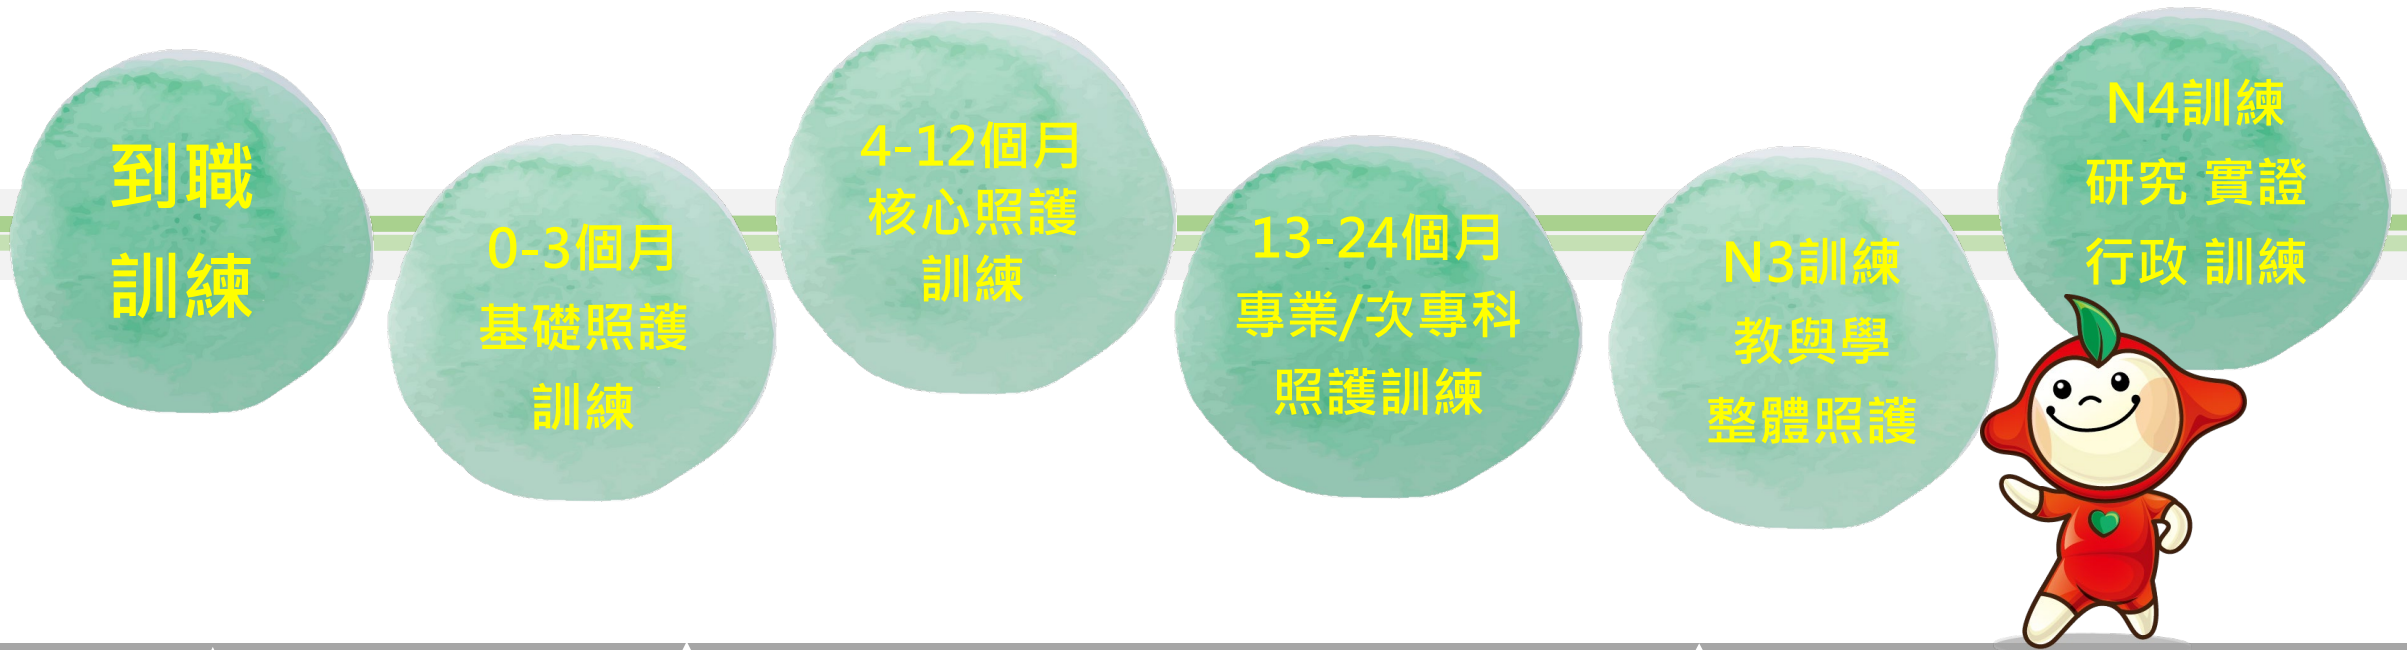 到職
訓練
0-3個月
基礎照護
訓練
4-12個月
核心照護
訓練
13-24個月
專業/次專科
照護訓練
N3訓練
教與學
整體照護
N4訓練
研究 實證
行政 訓練